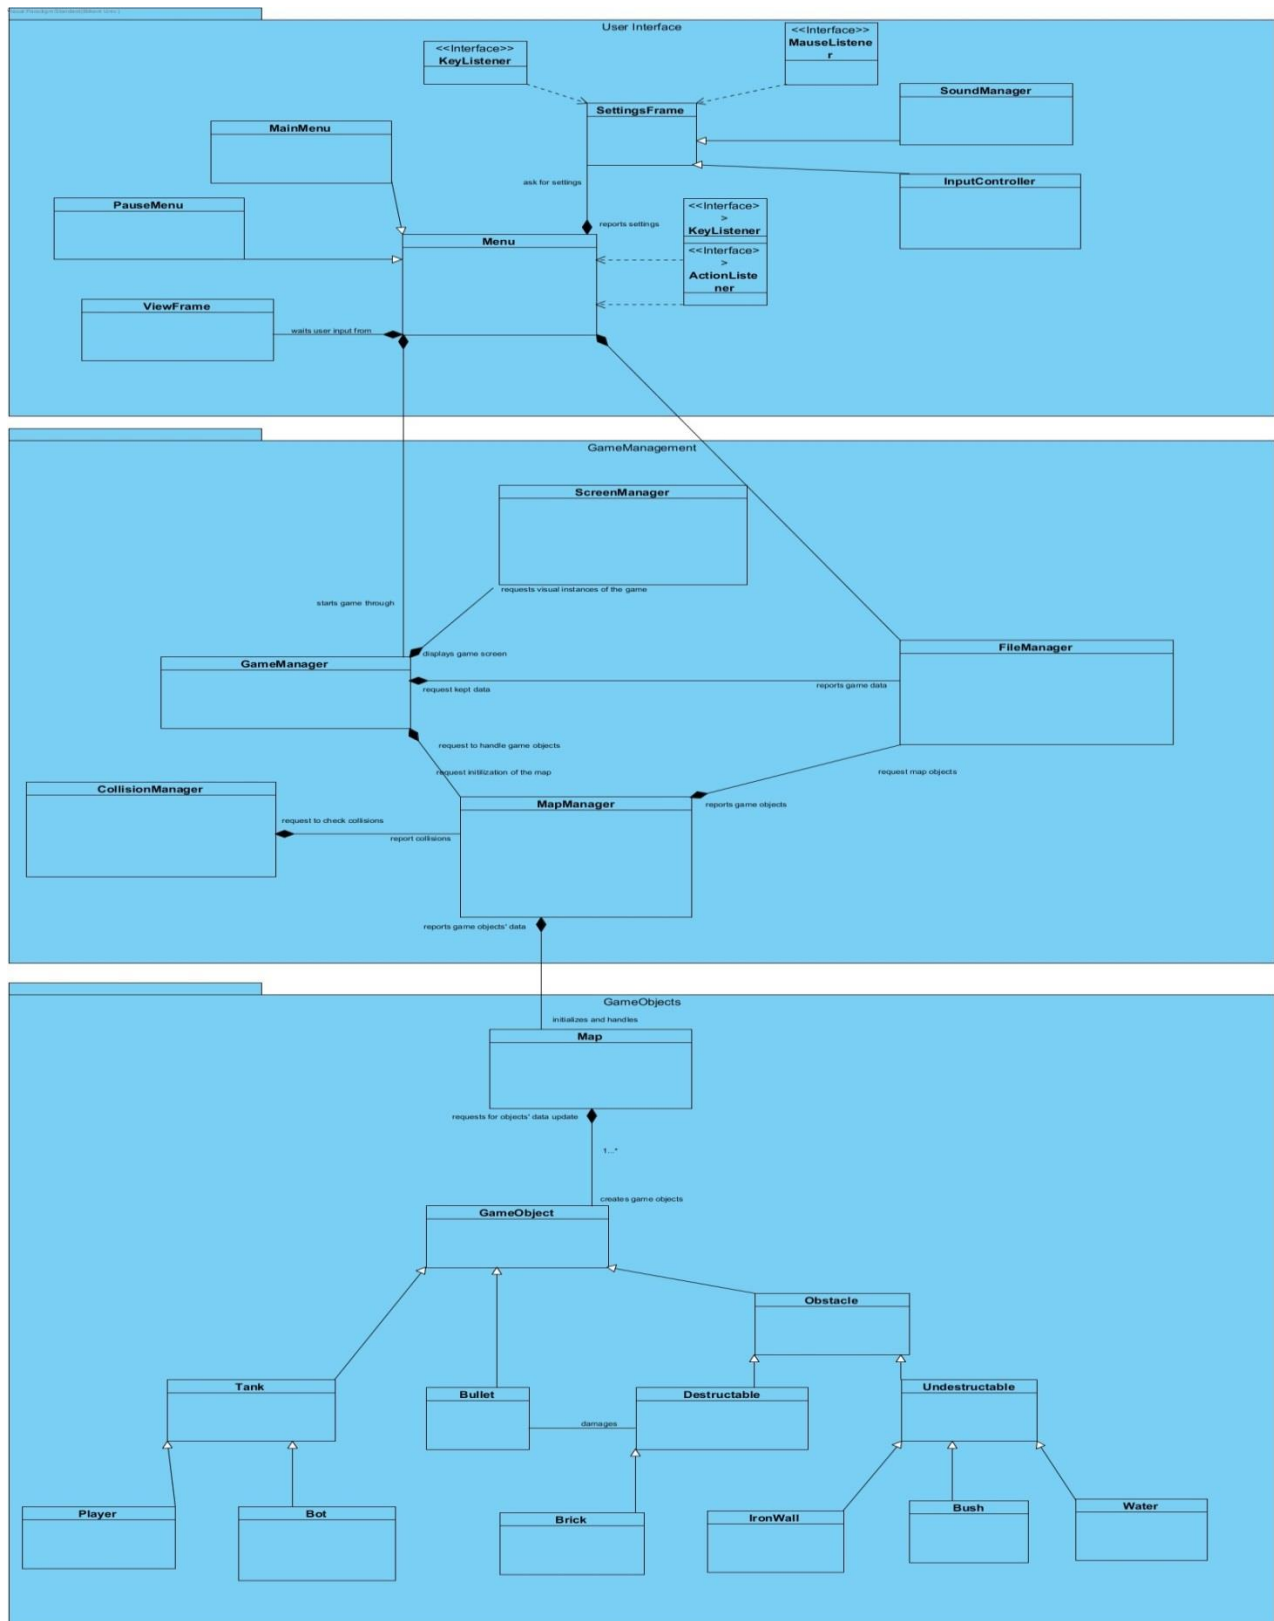 User Interface
<<Interface>>
KeyListener
<<Interface>>
MauseListene
r
SettingsFrame
SoundManager
MainMenu
InputController
ask for settings
PauseMenu
reports settings
<<Interface>
>
KeyListener
<<Interface>
>
ActionListe
ner
Menu
ViewFrame
waits user input from
GameManagement
ScreenManager
requests visual instances of the game
starts game through
displays game screen
GameManager
FileManager
request kept data
reports game data
request to handle game objects
request initilization of the map
request map objects
CollisionManager
MapManager
reports game objects
request to check collisions
report collisions
reports game objects' data
GameObjects
initializes and handles
Map
requests for objects' data update
1...*
creates game objects
GameObject
Obstacle
Tank
Bullet
Destructable
Undestructable
damages
Player
Bot
Brick
IronWall
Bush
Water